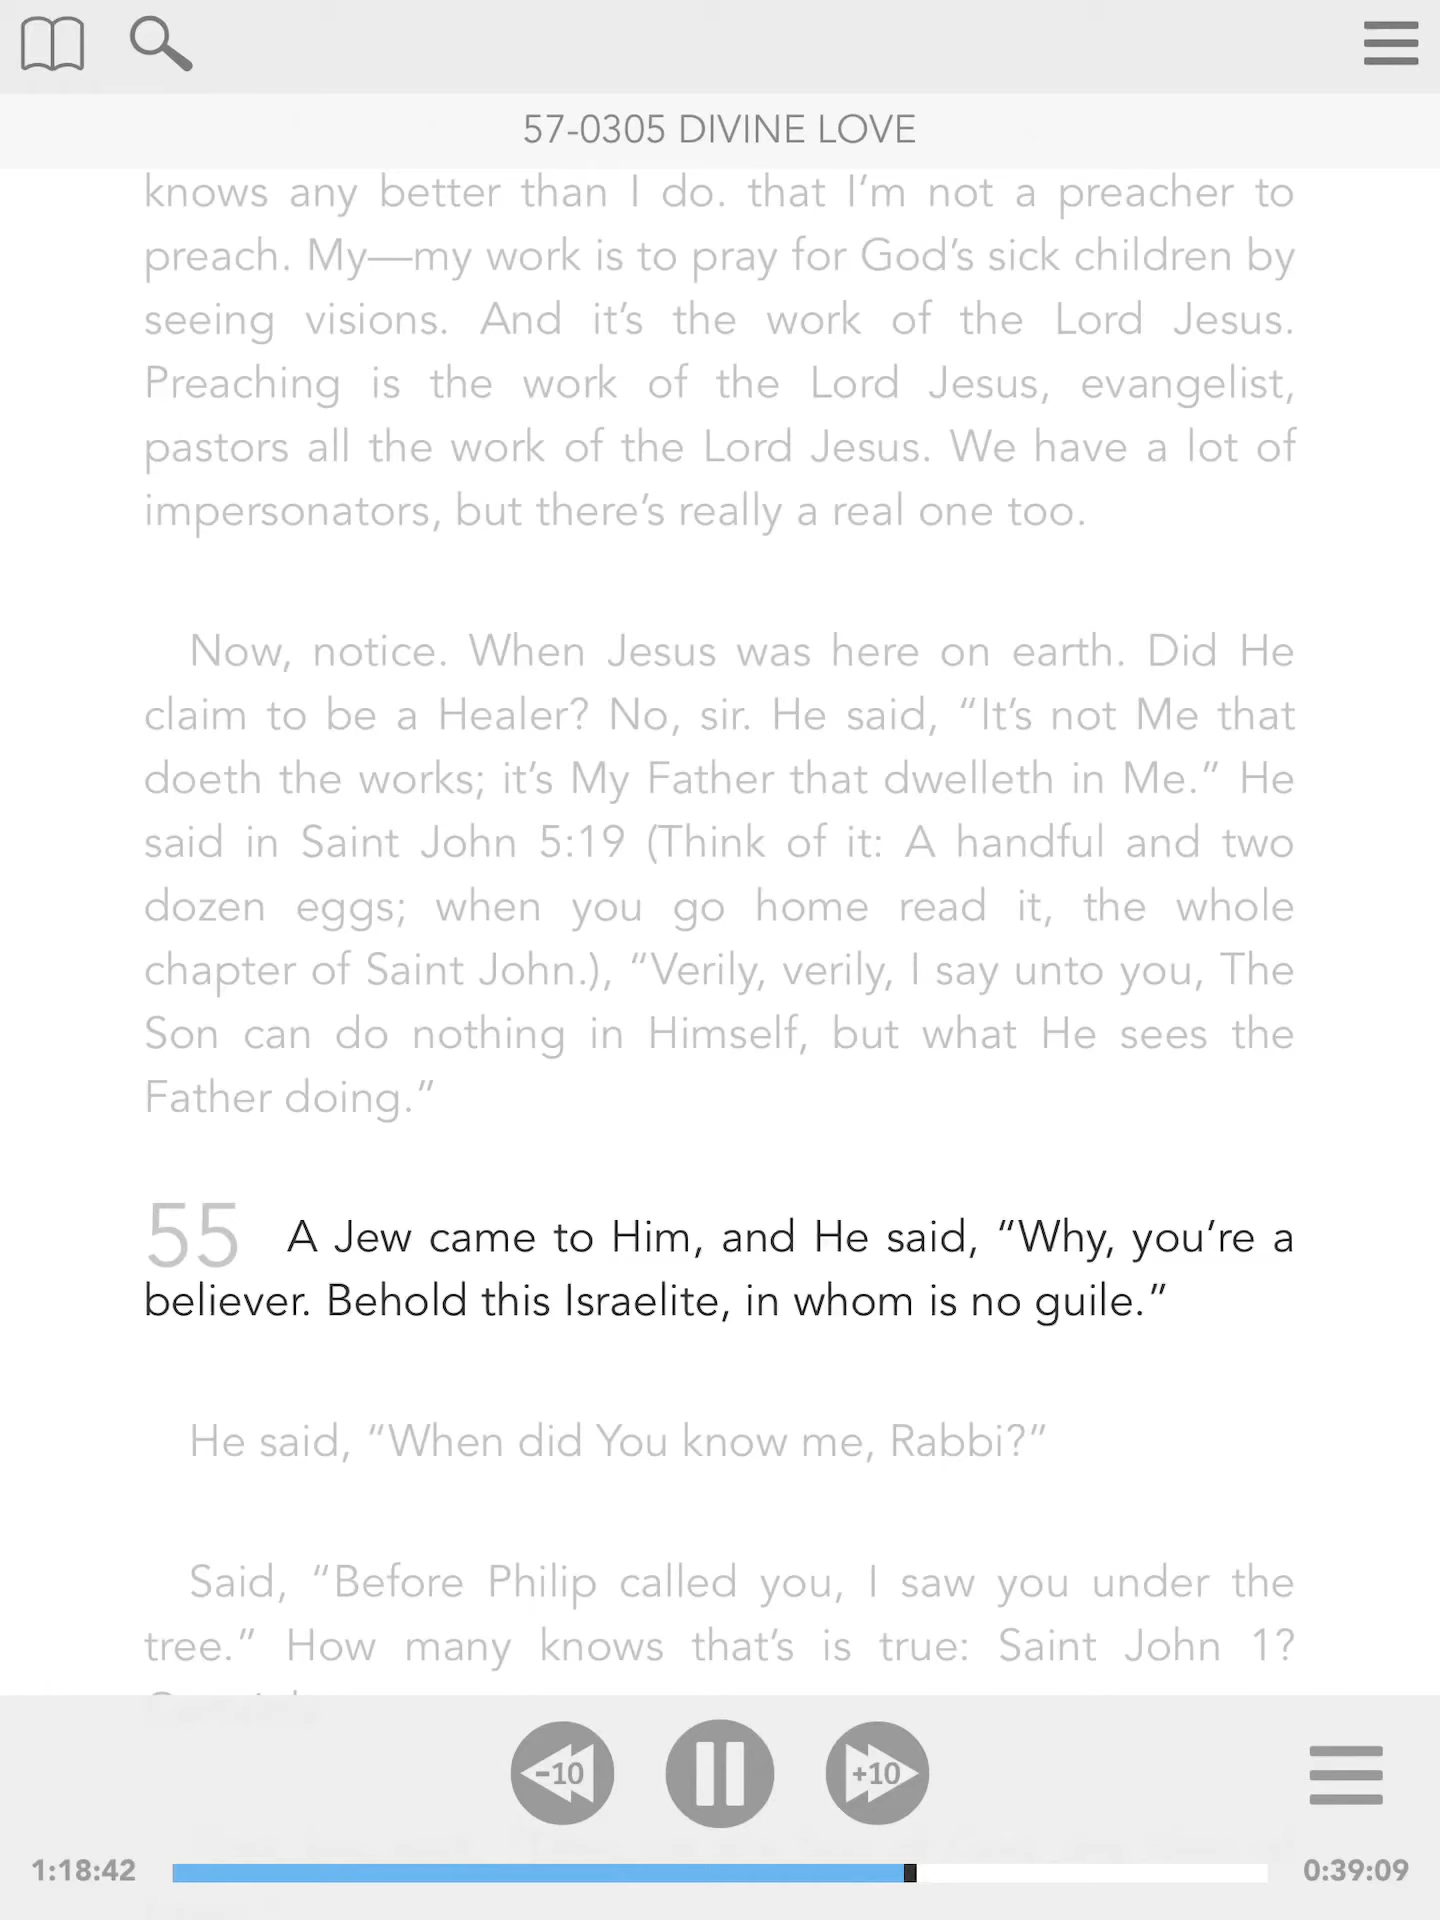 57-0305 DIVINE LOVE
knows any better than I do. that I’m not a preacher to
preach. My—my work is to pray for God’s sick children by
seeing visions. And it’s the work of the Lord Jesus.
Preaching is the work of the Lord Jesus, evangelist,
pastors all the work of the Lord Jesus. We have a lot of
impersonators, but there’s really a real one too.
Now, notice. When Jesus was here on earth. Did He
claim to be a Healer? No, sir. He said, “It’s not Me that
doeth the works; it’s My Father that dwelleth in Me.” He
said in Saint John 5:19 (Think of it: A handful and two
dozen eggs; when you go home read it, the whole
chapter of Saint John.), “Verily, verily, I say unto you, The
Son can do nothing in Himself, but what He sees the
Father doing.”
55 A Jew came to Him, and He said, “Why, you’re a
believer. Behold this Israelite, in whom is no guile.”
He said, “When did You know me, Rabbi?”
Said, “Before Philip called you, I saw you under the
tree.” How many knows that’s is true: Saint John 1?
-10 +10
1:18:42 0:39:09